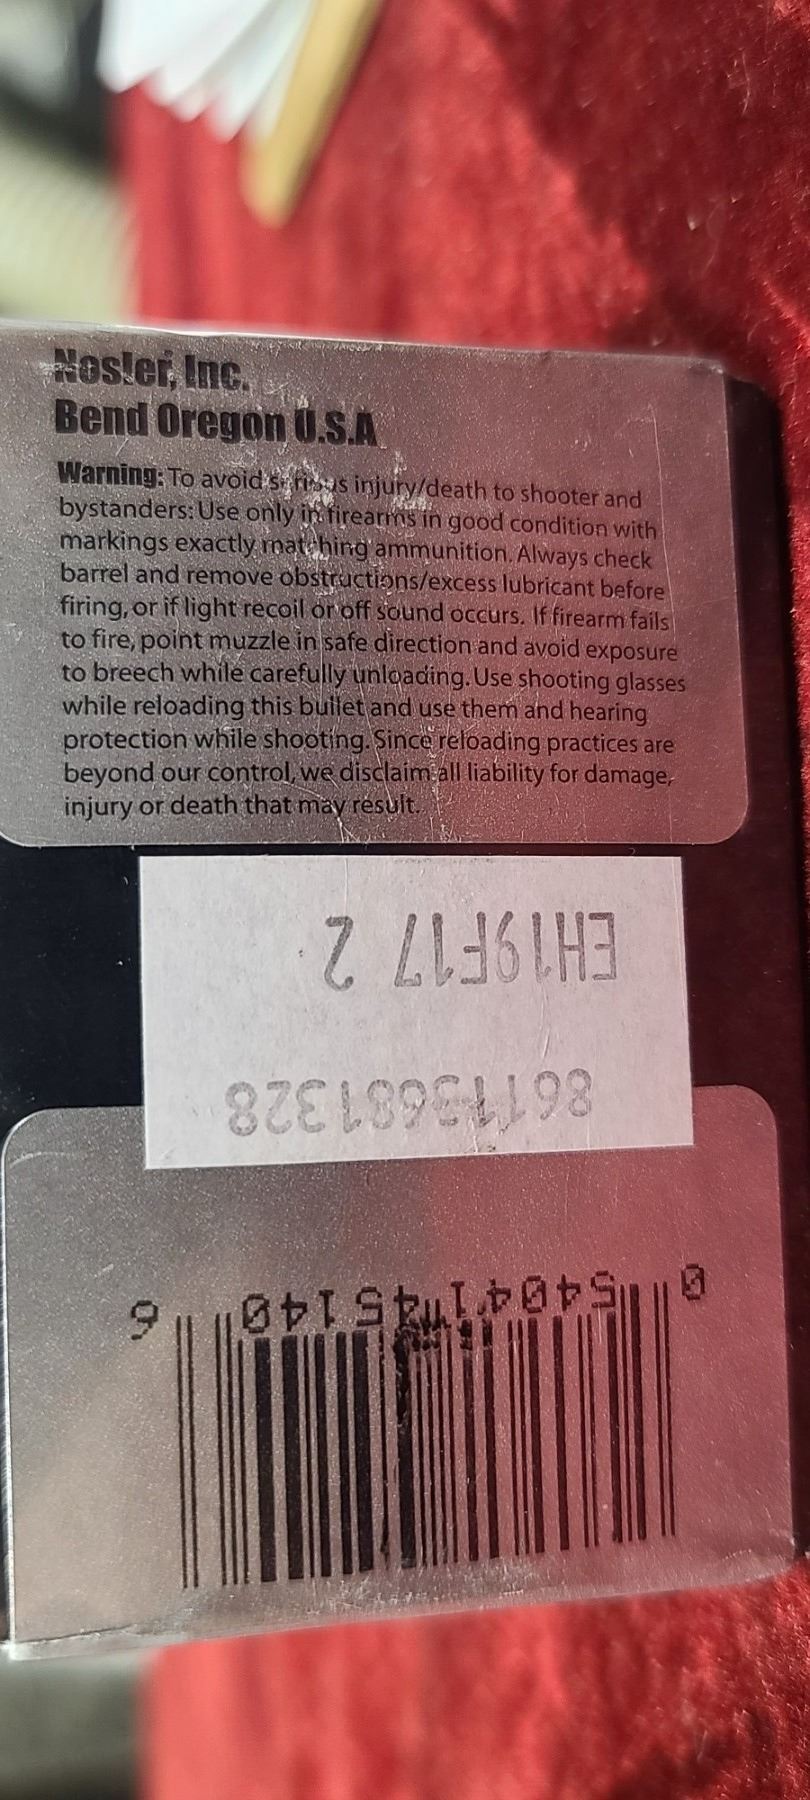 Nosler, Inc.
Bend Oregon U.S.A
Warning: To avoid serious injury/death to shooter and
bystanders: Use only in firearms in good condition with
markings exactly matching ammunition. Always check
barrel and remove obstructions/excess lubricant before
firing, or if light recoil or off sound occurs. If firearm fails
to fire, point muzzle in safe direction and avoid exposure
to breech while carefully unloading. Use shooting glasses
while reloading this bullet and use them and hearing
protection while shooting. Since reloading practices are
beyond our control, we disclaim all liability for damage,
injury or death that may result.
EH19F17 2
86113681328
0 54041 45140 6